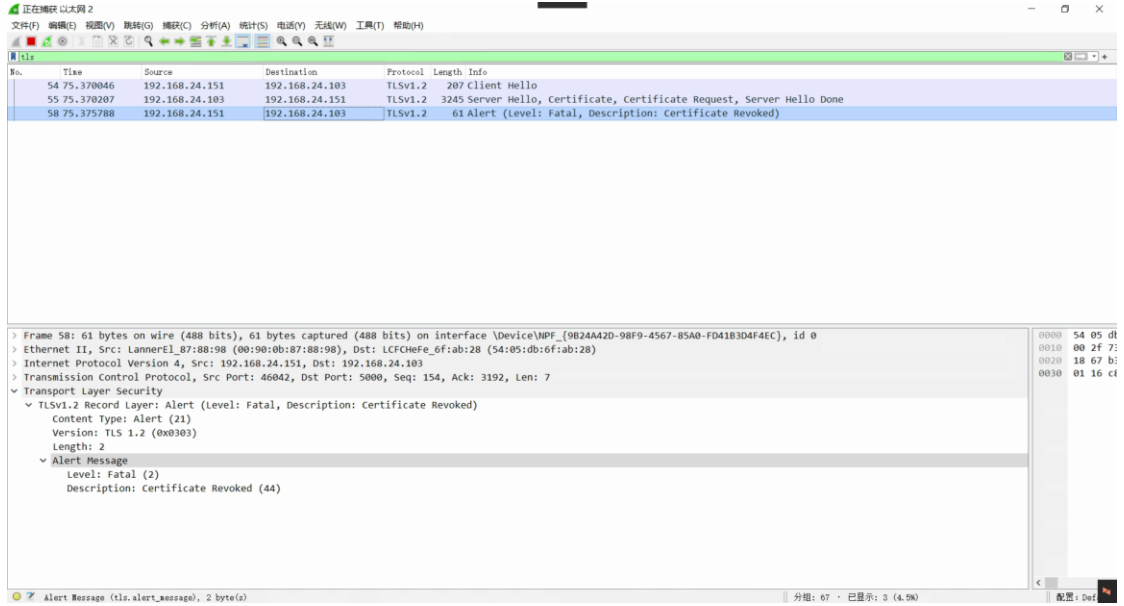 正在捕获 以太网 2
文件(F) 编辑(E) 视图(V) 跳转(G) 捕获(C) 分析(A) 统计(S) 电话(Y) 无线(W) 工具(T) 帮助(H)
tls
No. Time Source Destination Protocol Length Info
54 75.370046 192.168.24.151 192.168.24.103 TLSv1.2 207 Client Hello
55 75.370207 192.168.24.103 192.168.24.151 TLSv1.2 3245 Server Hello, Certificate, Certificate Request, Server Hello Done
58 75.375788 192.168.24.151 192.168.24.103 TLSv1.2 61 Alert (Level: Fatal, Description: Certificate Revoked)
Frame 58: 61 bytes on wire (488 bits), 61 bytes captured (488 bits) on interface \Device\NPF_{9B24A42D-98F9-4567-85A0-FD41B3D4F4EC}, id 0
Ethernet II, Src: LannerEl_87:88:98 (00:90:0b:87:88:98), Dst: LCFCHeFe_6f:ab:28 (54:05:db:6f:ab:28)
Internet Protocol Version 4, Src: 192.168.24.151, Dst: 192.168.24.103
Transmission Control Protocol, Src Port: 46042, Dst Port: 5000, Seq: 154, Ack: 3192, Len: 7
Transport Layer Security
TLSv1.2 Record Layer: Alert (Level: Fatal, Description: Certificate Revoked)
Content Type: Alert (21)
Version: TLS 1.2 (0x0303)
Length: 2
Alert Message
Level: Fatal (2)
Description: Certificate Revoked (44)
0000 54 05 db
0010 00 2f 73
0020 18 67 b3
0030 01 16 c8
Alert Message (tls.alert_message), 2 byte(s)
分组: 67 · 已显示: 3 (4.5%)
配置: Def